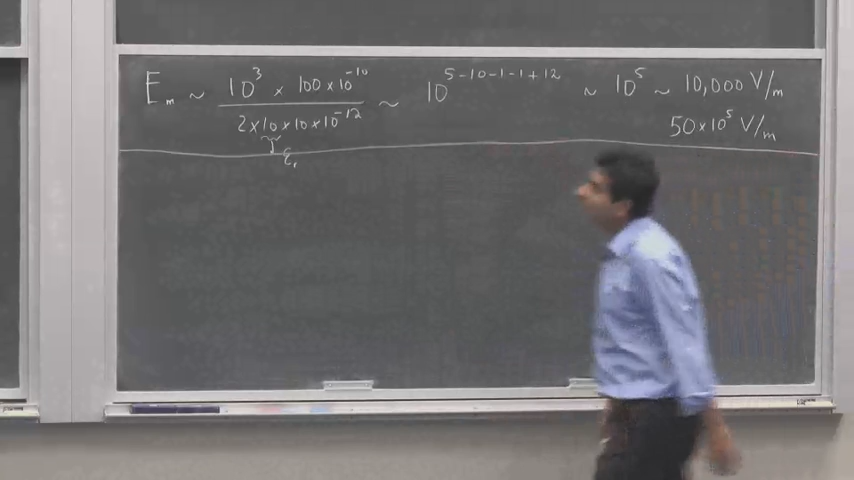 E_m ~ 10^3 × 100×10^-10 / 2×10×10×10^-12 ~ 10^5-10-1-1+12 ~ 10^5 ~ 10,000 V/m
50×10^5 V/m
ε_r